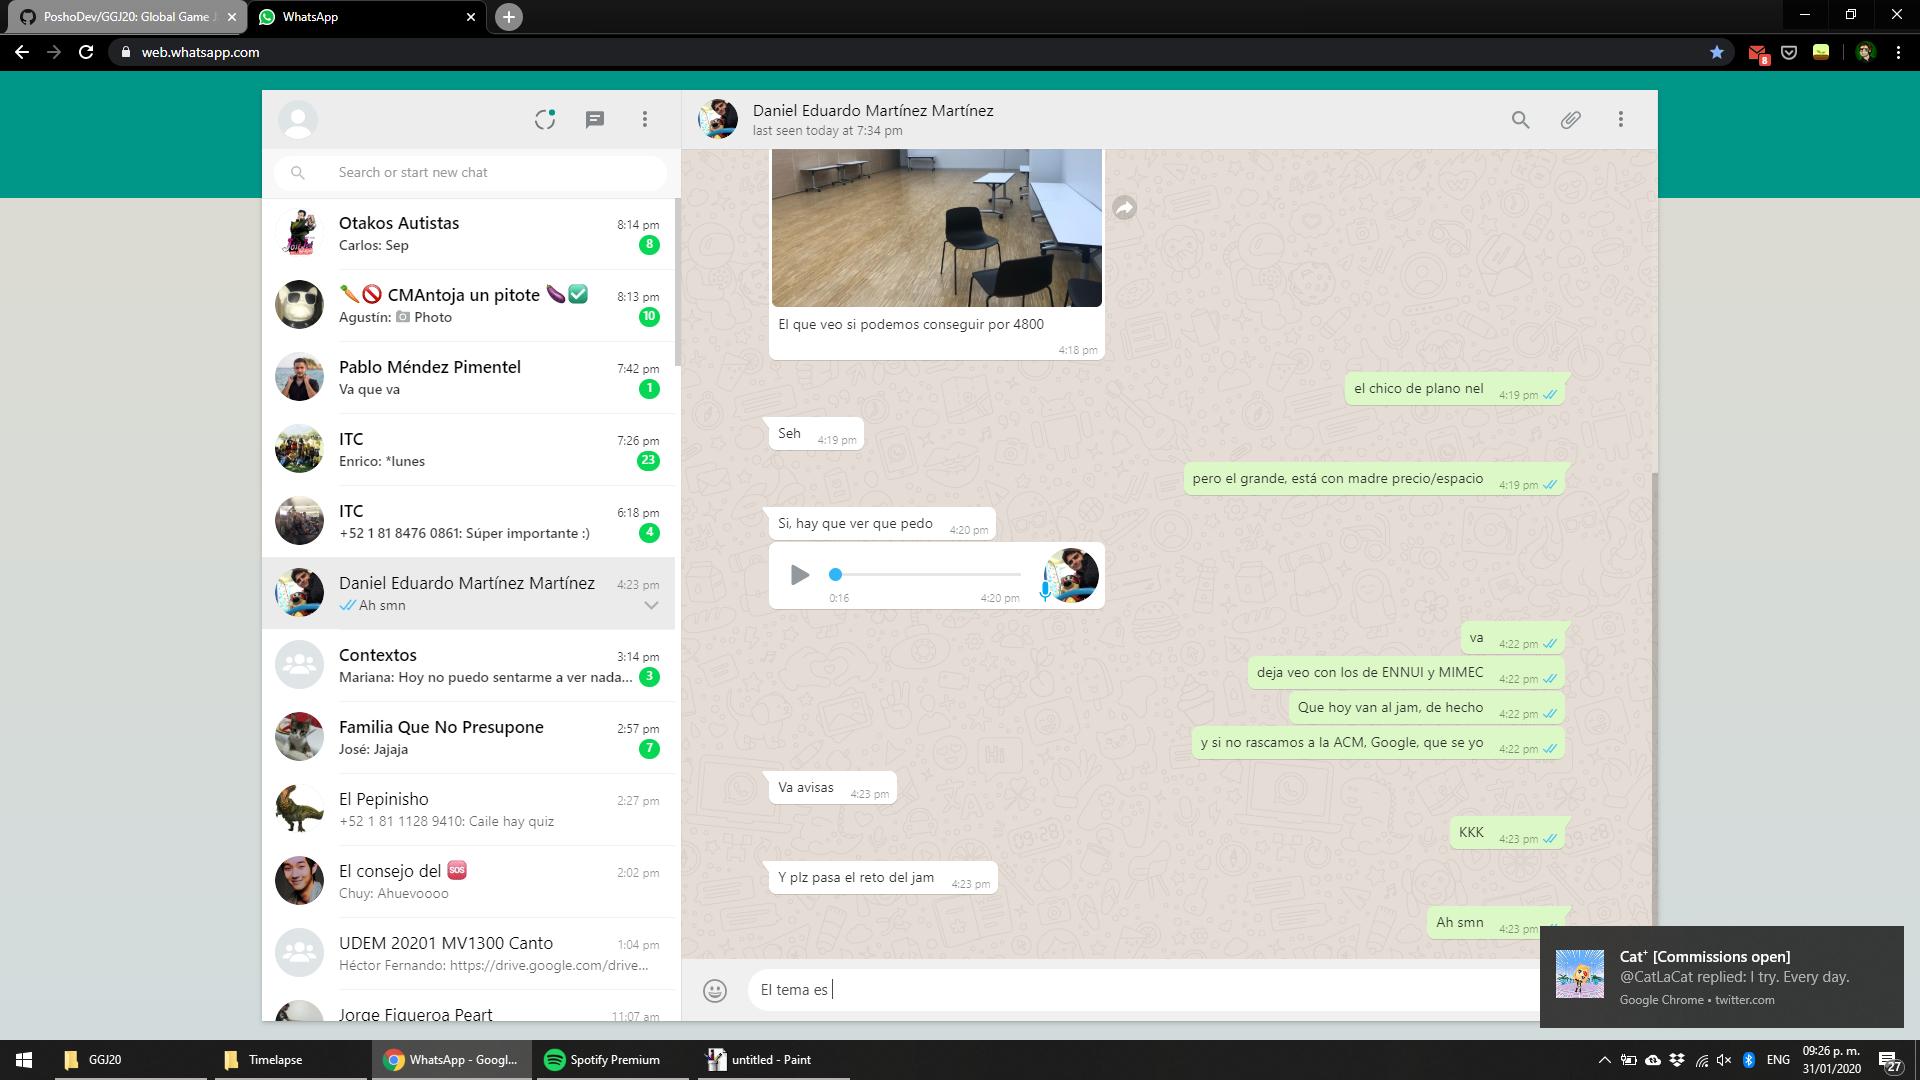 PoshoDev/GGJ20: Global Game J
WhatsApp
web.whatsapp.com
8
Search or start new chat
Otakos Autistas
8:14 pm
Carlos: Sep
8
🥕🚫 CMAntoja un pitote 🍆✅
8:13 pm
Agustín: 📷 Photo
10
Pablo Méndez Pimentel
7:42 pm
Va que va
1
ITC
7:26 pm
Enrico: *lunes
23
ITC
6:18 pm
+52 1 81 8476 0861: Súper importante :)
4
Daniel Eduardo Martínez Martínez
4:23 pm
Ah smn
Contextos
3:14 pm
Mariana: Hoy no puedo sentarme a ver nada...
3
Familia Que No Presupone
2:57 pm
José: Jajaja
7
El Pepinisho
2:27 pm
+52 1 81 1128 9410: Caile hay quiz
El consejo del 🆘
2:02 pm
Chuy: Ahuevoooo
UDEM 20201 MV1300 Canto
1:04 pm
Héctor Fernando: https://drive.google.com/drive...
Jorge Figueroa Peart
11:07 am
Daniel Eduardo Martínez Martínez
last seen today at 7:34 pm
El que veo si podemos conseguir por 4800
4:18 pm
el chico de plano nel
4:19 pm
Seh
4:19 pm
pero el grande, está con madre precio/espacio
4:19 pm
Si, hay que ver que pedo
4:20 pm
0:16
4:20 pm
va
4:22 pm
deja veo con los de ENNUI y MIMEC
4:22 pm
Que hoy van al jam, de hecho
4:22 pm
y si no rascamos a la ACM, Google, que se yo
4:22 pm
Va avisas
4:23 pm
KKK
4:23 pm
Y plz pasa el reto del jam
4:23 pm
Ah smn
4:23 pm
El tema es
Cat⁺ [Commissions open]
@CatLaCat replied: I try. Every day.
Google Chrome • twitter.com
GGJ20
Timelapse
WhatsApp - Googl...
Spotify Premium
untitled - Paint
ENG
09:26 p. m.
31/01/2020
27